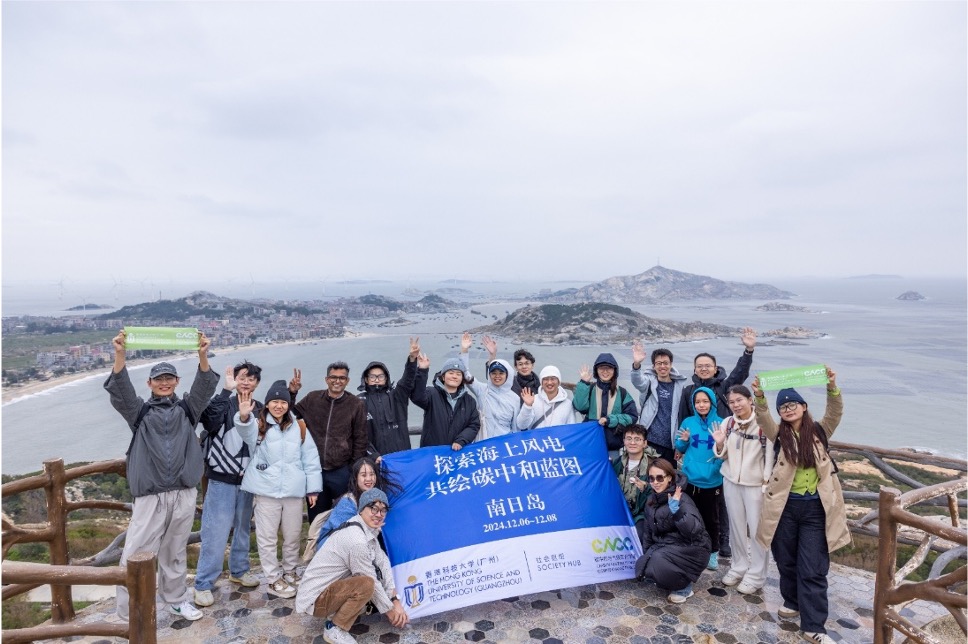 CACC
CACC
探索海上风电
共绘碳中和蓝图
南日岛
2024.12.06-12.08
香港科技大学(广州)
THE HONG KONG
UNIVERSITY OF SCIENCE AND
TECHNOLOGY (GUANGZHOU)
社会枢纽
SOCIETY HUB
CACC